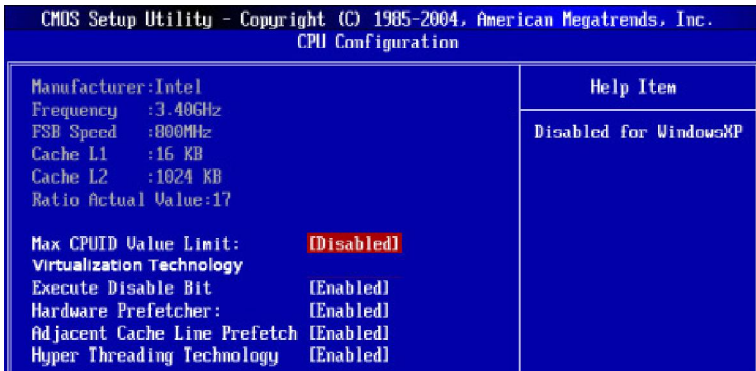 CMOS Setup Utility - Copyright (C) 1985-2004, American Megatrends, Inc.
CPU Configuration
Manufacturer:Intel
Frequency :3.40GHz
FSB Speed :800MHz
Cache L1 :16 KB
Cache L2 :1024 KB
Ratio Actual Value:17
Max CPUID Value Limit: [Disabled]
Virtualization Technology
Execute Disable Bit [Enabled]
Hardware Prefetcher: [Enabled]
Adjacent Cache Line Prefetch [Enabled]
Hyper Threading Technology [Enabled]
Help Item
Disabled for WindowsXP